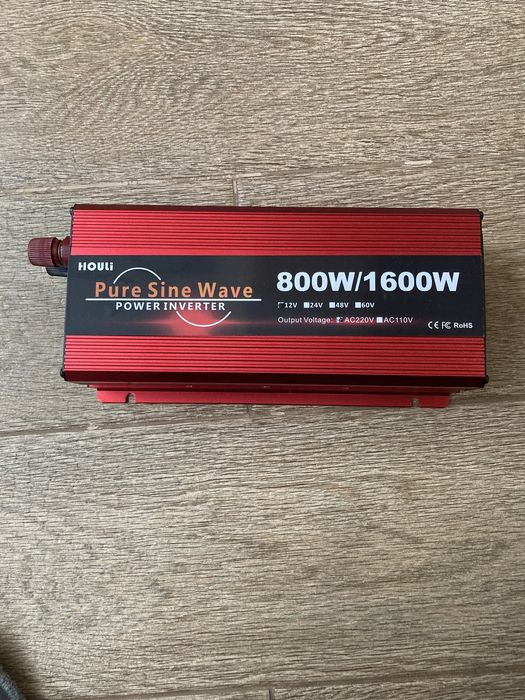 HOULi
Pure Sine Wave
POWER INVERTER
800W/1600W
12V 24V 48V 60V
Output Voltage: AC220V AC110V
CE FC RoHS